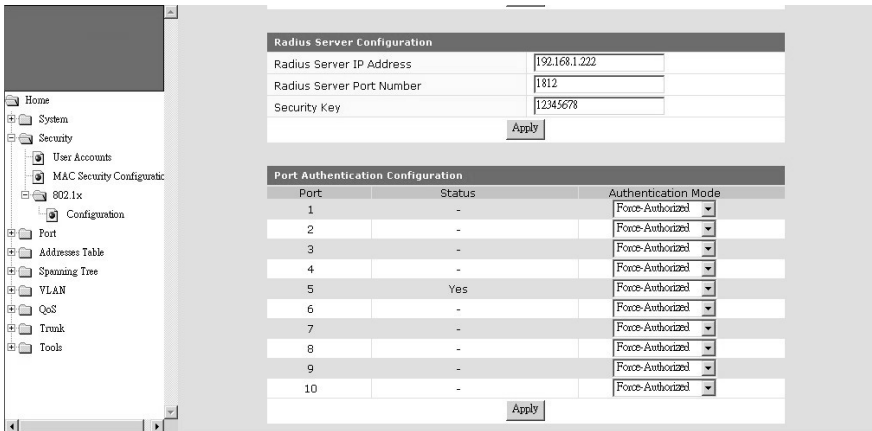 Home
System
Security
User Accounts
MAC Security Configuratic
802.1x
Configuration
Port
Addresses Table
Spanning Tree
VLAN
QoS
Trunk
Tools
Radius Server Configuration
Radius Server IP Address 192.168.1.222
Radius Server Port Number 1812
Security Key 12345678
Apply
Port Authentication Configuration
Port Status Authentication Mode
1 - Force-Authorized
2 - Force-Authorized
3 - Force-Authorized
4 - Force-Authorized
5 Yes Force-Authorized
6 - Force-Authorized
7 - Force-Authorized
8 - Force-Authorized
9 - Force-Authorized
10 - Force-Authorized
Apply